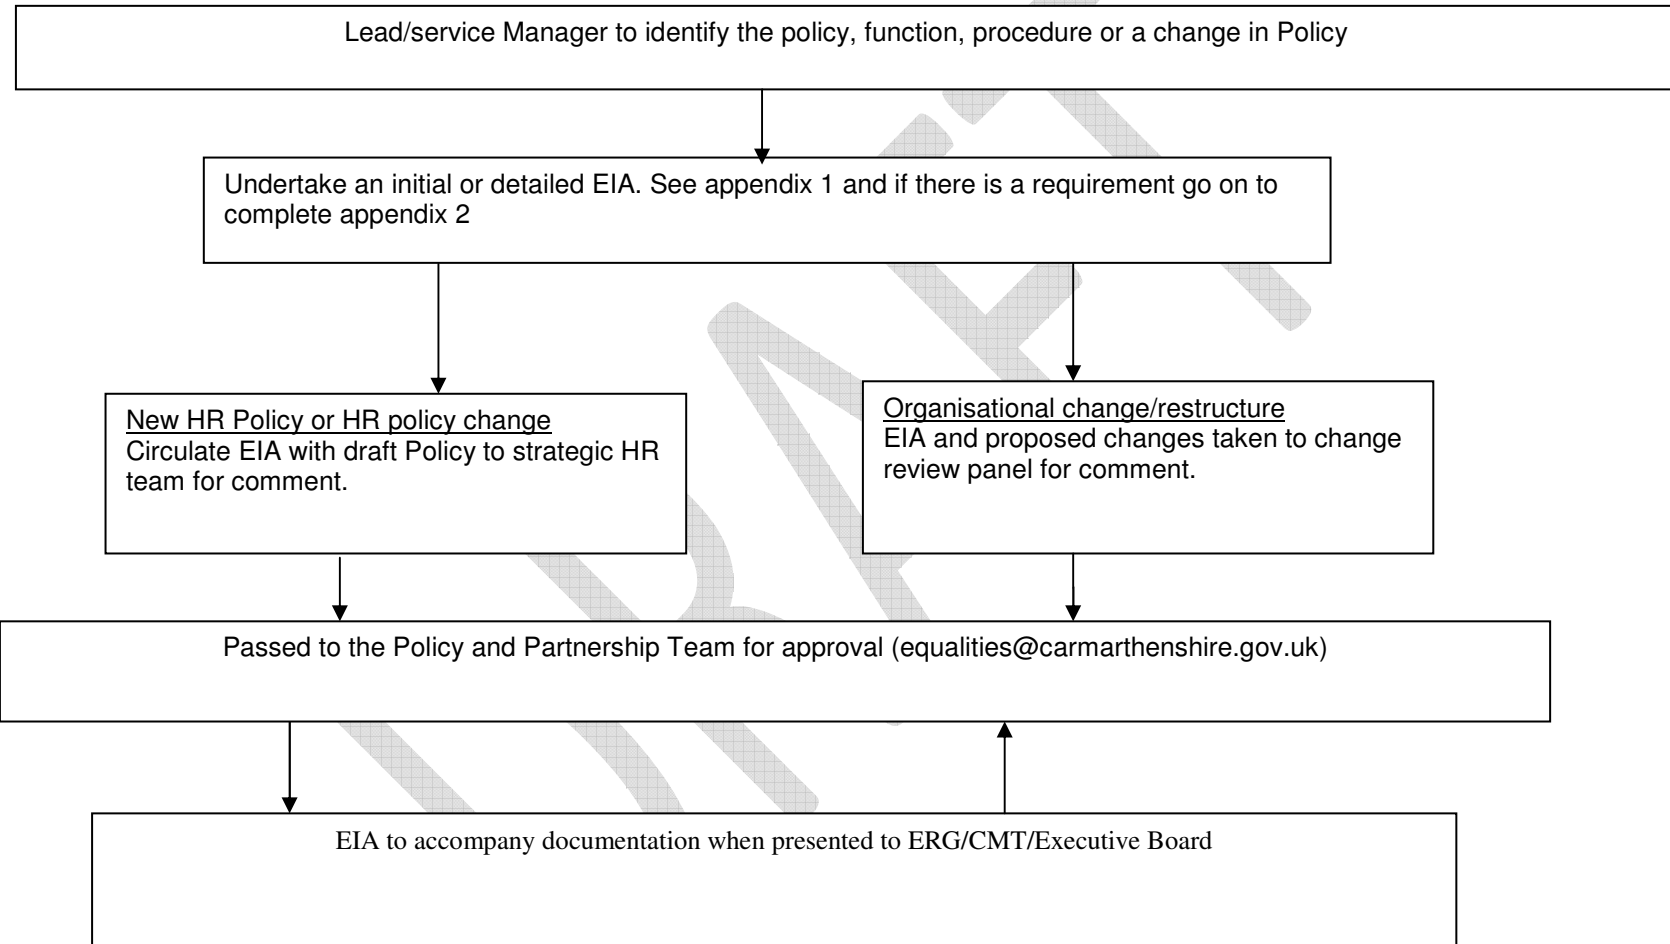 Lead/service Manager to identify the policy, function, procedure or a change in Policy
Undertake an initial or detailed EIA. See appendix 1 and if there is a requirement go on to
complete appendix 2
New HR Policy or HR policy change
Circulate EIA with draft Policy to strategic HR
team for comment.
Organisational change/restructure
EIA and proposed changes taken to change
review panel for comment.
Passed to the Policy and Partnership Team for approval (equalities@carmarthenshire.gov.uk)
EIA to accompany documentation when presented to ERG/CMT/Executive Board